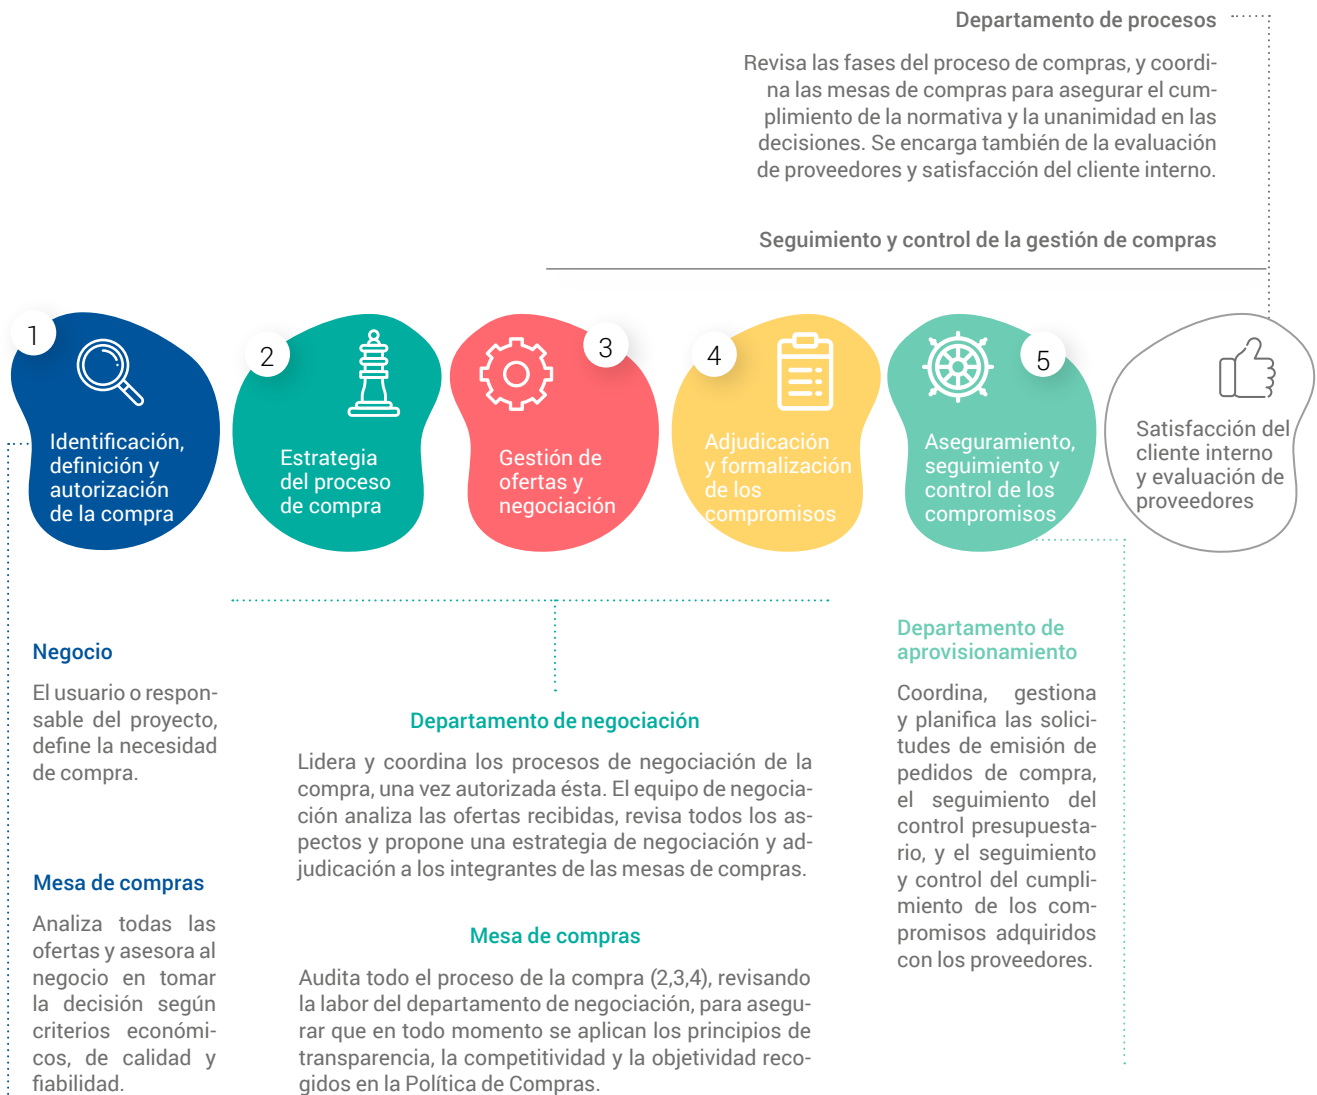 Departamento de procesos
Revisa las fases del proceso de compras, y coordi-
na las mesas de compras para asegurar el cum-
plimiento de la normativa y la unanimidad en las
decisiones. Se encarga también de la evaluación
de proveedores y satisfacción del cliente interno.
Seguimiento y control de la gestión de compras
1
Identificación,
definición y
autorización
de la compra
2
Estrategia
del proceso
de compra
3
Gestión de
ofertas y
negociación
4
Adjudicación
y formalización
de los
compromisos
5
Aseguramiento,
seguimiento y
control de los
compromisos
Satisfacción del
cliente interno
y evaluación de
proveedores
Negocio
El usuario o respon-
sable del proyecto,
define la necesidad
de compra.
Mesa de compras
Analiza todas las
ofertas y asesora al
negocio en tomar
la decisión según
criterios económi-
cos, de calidad y
fiabilidad.
Departamento de negociación
Lidera y coordina los procesos de negociación de la
compra, una vez autorizada ésta. El equipo de negocia-
ción analiza las ofertas recibidas, revisa todos los as-
pectos y propone una estrategia de negociación y ad-
judicación a los integrantes de las mesas de compras.
Mesa de compras
Audita todo el proceso de la compra (2,3,4), revisando
la labor del departamento de negociación, para asegu-
rar que en todo momento se aplican los principios de
transparencia, la competitividad y la objetividad reco-
gidos en la Política de Compras.
Departamento de
aprovisionamiento
Coordina, gestiona
y planifica las solici-
tudes de emisión de
pedidos de compra,
el seguimiento del
control presupuesta-
rio, y el seguimiento
y control del cumpli-
miento de los com-
promisos adquiridos
con los proveedores.